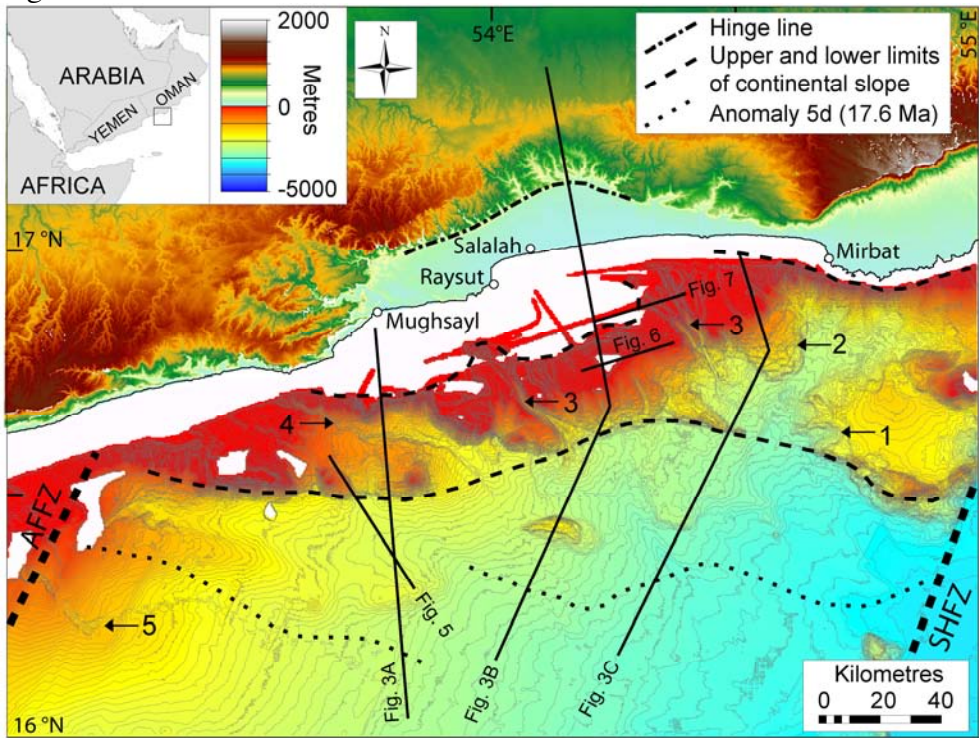 2000
0
-5000
Metres
ARABIA
OMAN
YEMEN
AFRICA
N
54°E
55°E
Hinge line
Upper and lower limits
of continental slope
Anomaly 5d (17.6 Ma)
17 °N
Salalah
Raysut
Mughsayl
Mirbat
Fig. 7
Fig. 6
3
2
3
4
1
AFFZ
5
Fig. 5
Fig. 3A
Fig. 3B
Fig. 3C
SHFZ
16 °N
Kilometres
0
20
40